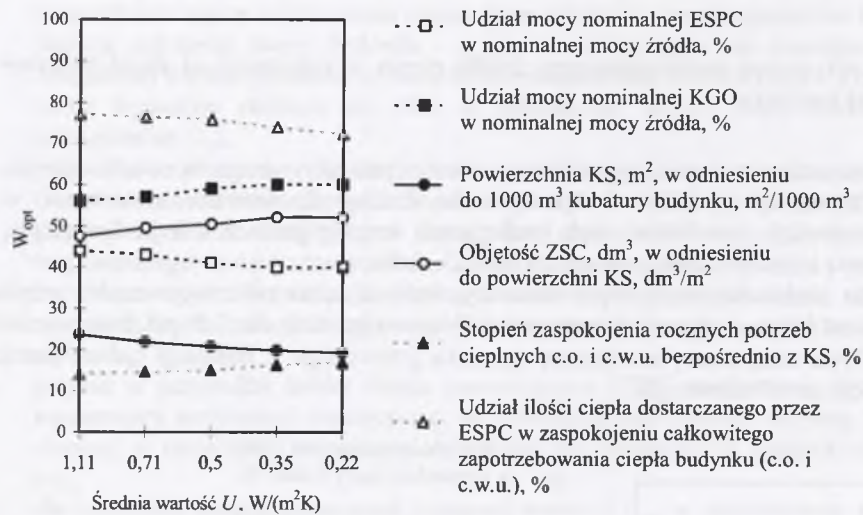 100
90
80
70
60
50
40
30
20
10
0
W_opt
1,11 0,71 0,5 0,35 0,22
Średnia wartość U, W/(m²K)
Udział mocy nominalnej ESPC
w nominalnej mocy źródła, %
Udział mocy nominalnej KGO
w nominalnej mocy źródła, %
Powierzchnia KS, m², w odniesieniu
do 1000 m³ kubatury budynku, m²/1000 m³
Objętość ZSC, dm³, w odniesieniu
do powierzchni KS, dm³/m²
Stopień zaspokojenia rocznych potrzeb
cieplnych c.o. i c.w.u. bezpośrednio z KS, %
Udział ilości ciepła dostarczanego przez
ESPC w zaspokojeniu całkowitego
zapotrzebowania ciepła budynku (c.o. i
c.w.u.), %